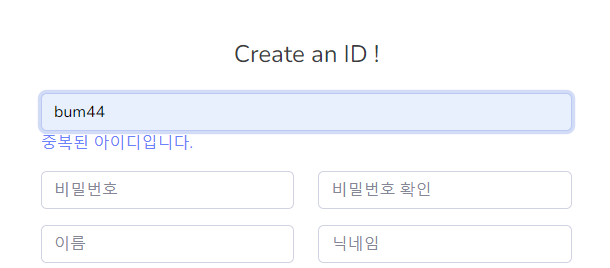 Create an ID !
bum44
중복된 아이디입니다.
비밀번호 비밀번호 확인
이름 닉네임